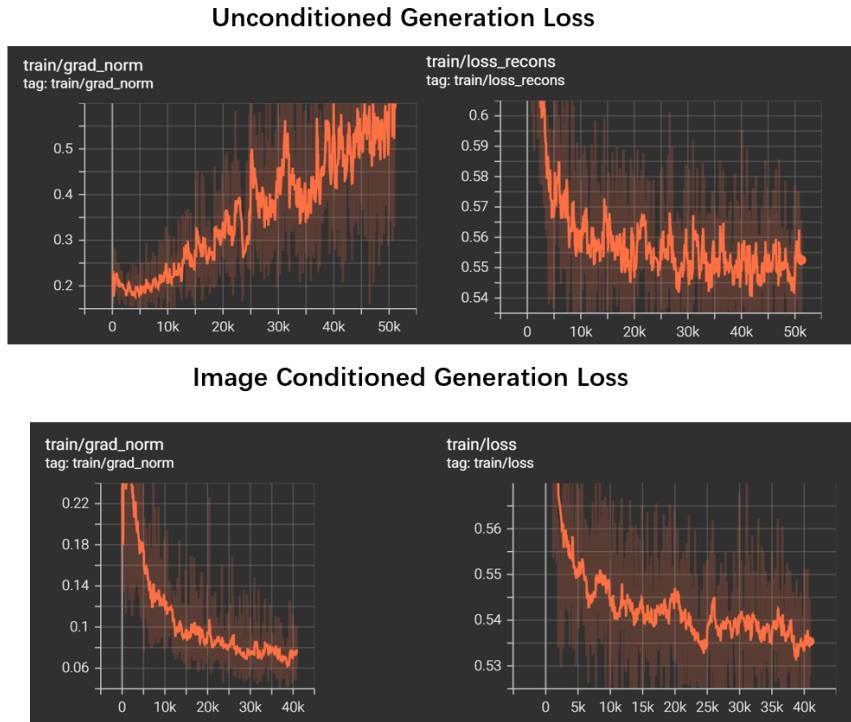 Unconditioned Generation Loss
train/grad_norm
tag: train/grad_norm
0.5
0.4
0.3
0.2
0 10k 20k 30k 40k 50k
train/loss_recons
tag: train/loss_recons
0.6
0.59
0.58
0.57
0.56
0.55
0.54
0 10k 20k 30k 40k 50k
Image Conditioned Generation Loss
train/grad_norm
tag: train/grad_norm
0.22
0.18
0.14
0.1
0.06
0 10k 20k 30k 40k
train/loss
tag: train/loss
0.56
0.55
0.54
0.53
0 5k 10k 15k 20k 25k 30k 35k 40k